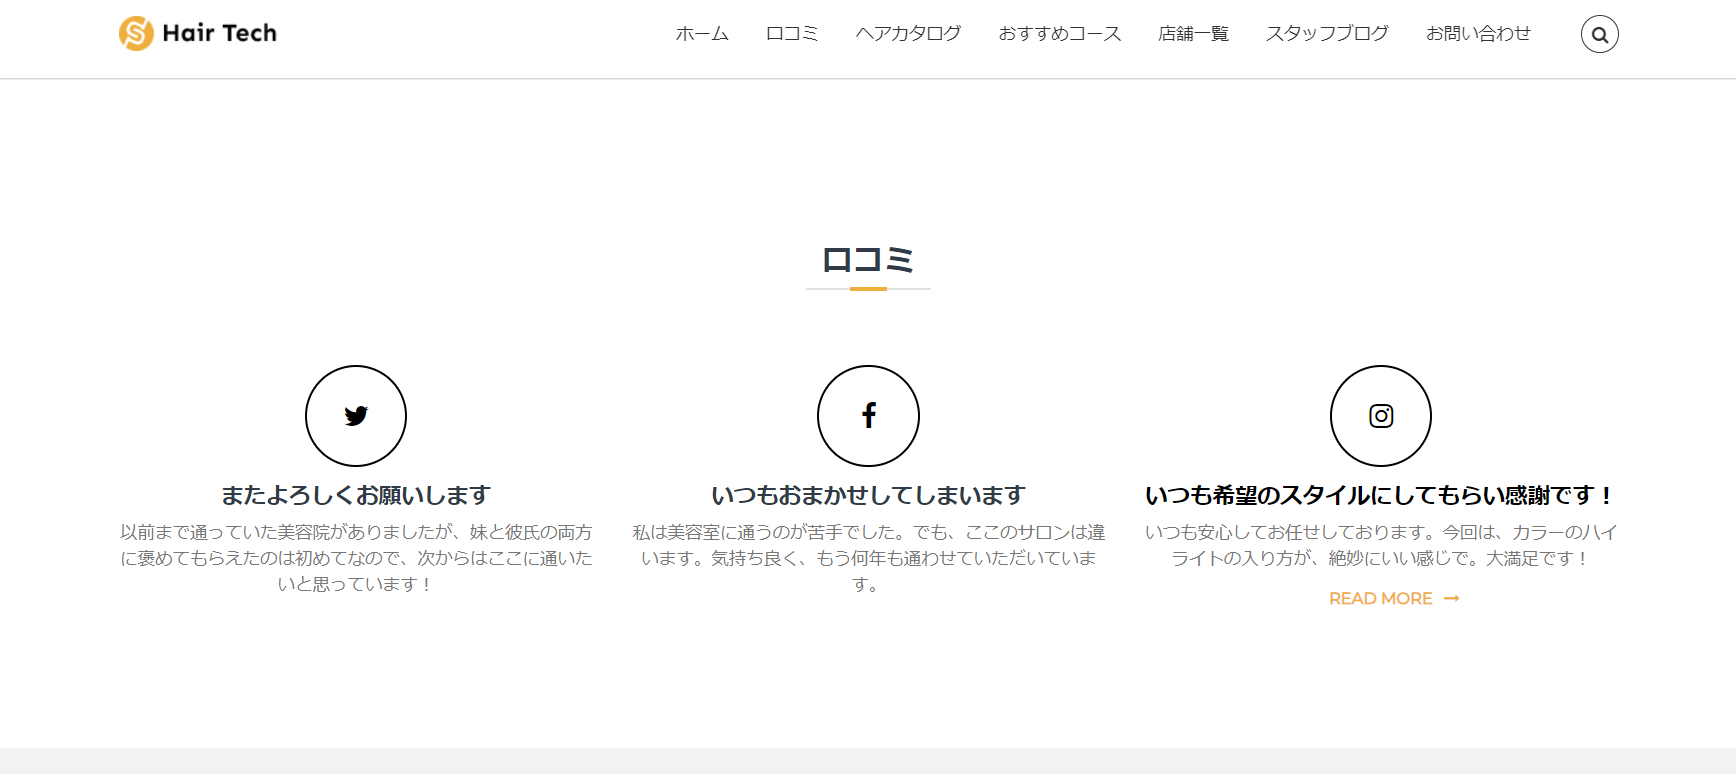 Hair Tech
ホーム 口コミ ヘアカタログ おすすめコース 店舗一覧 スタッフブログ お問い合わせ
口コミ
またよろしくお願いします
以前まで通っていた美容院がありましたが、妹と彼氏の両方
に褒めてもらえたのは初めてなので、次からはここに通いた
いと思っています！
いつもおまかせしてしまいます
私は美容室に通うのが苦手でした。でも、ここのサロンは違
います。気持ち良く、もう何年も通わせていただいていま
す。
いつも希望のスタイルにしてもらい感謝です！
いつも安心してお任せしております。今回は、カラーのハイ
ライトの入り方が、絶妙にいい感じで。大満足です！
READ MORE